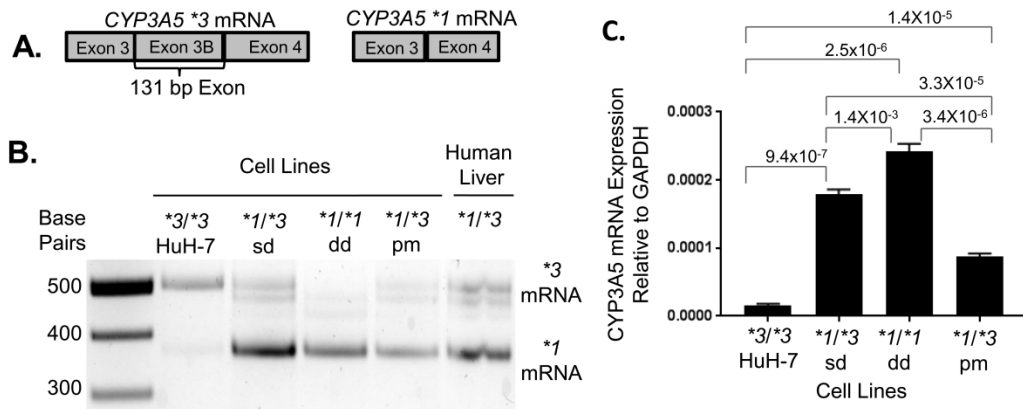 A.
CYP3A5 *3 mRNA
Exon 3 Exon 3B Exon 4
131 bp Exon
CYP3A5 *1 mRNA
Exon 3 Exon 4
B.
Cell Lines
Human
Liver
Base
Pairs
*3/*3 *1/*3 *1/*1 *1/*3 *1/*3
HuH-7 sd dd pm
500
400
300
*3
mRNA
*1
mRNA
C.
1.4X10-5
2.5x10-6
3.3X10-5
1.4X10-3 3.4X10-6
9.4x10-7
CYP3A5 mRNA Expression
Relative to GAPDH
0.0003
0.0002
0.0001
0.0000
*3/*3 *1/*3 *1/*1 *1/*3
HuH-7 sd dd pm
Cell Lines